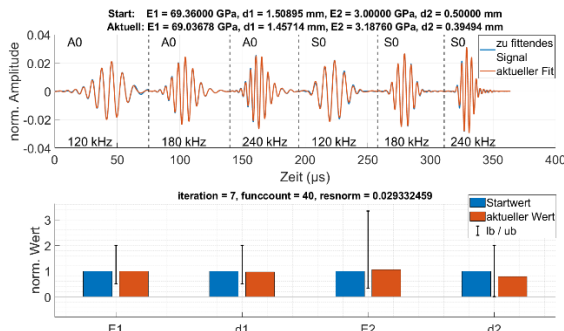 Start: E1 = 69.36000 GPa, d1 = 1.50895 mm, E2 = 3.00000 GPa, d2 = 0.50000 mm
Aktuell: E1 = 69.03678 GPa, d1 = 1.45714 mm, E2 = 3.18760 GPa, d2 = 0.39494 mm
norm. Amplitude
0.04
0.02
0
-0.02
-0.04
A0 A0 A0 S0 S0 S0
zu fittendes
Signal
aktueller Fit
120 kHz 180 kHz 240 kHz 120 kHz 180 kHz 240 kHz
0 50 100 150 200 250 300 350 400
Zeit (µs)
iteration = 7, funccount = 40, resnorm = 0.029332459
norm. Wert
3
2
1
0
Startwert
aktueller Wert
lb / ub
E1 d1 E2 d2